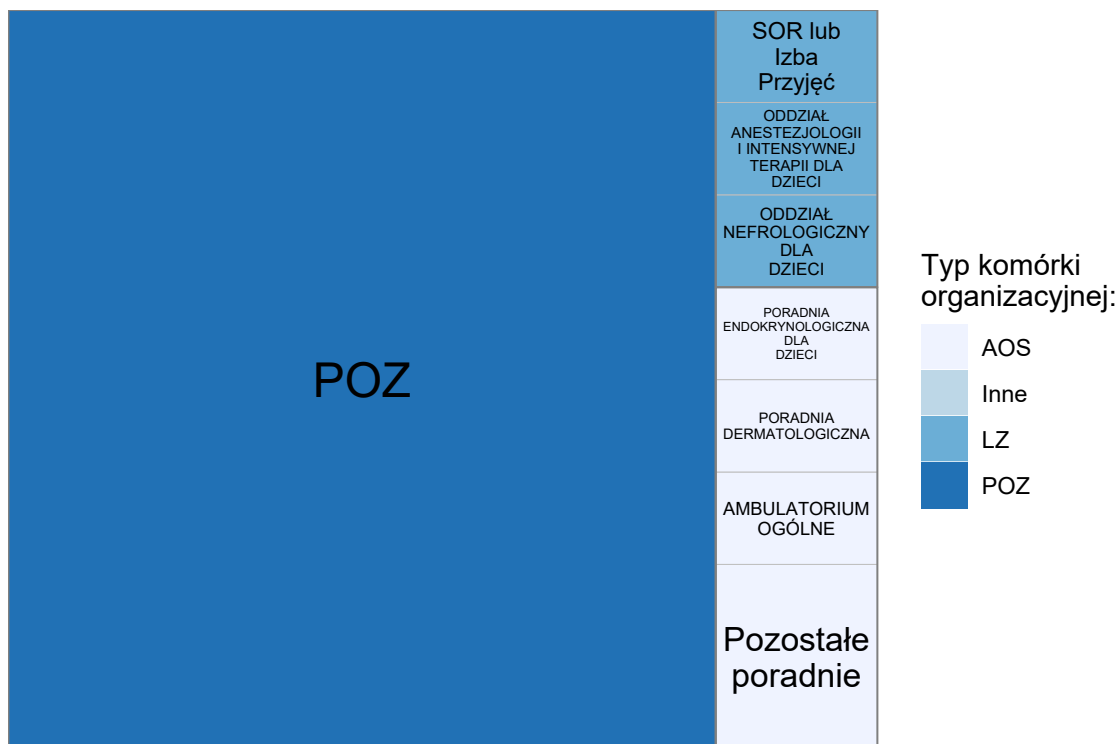 POZ
SOR lub
Izba
Przyjęć
ODDZIAŁ
ANESTEZJOLOGII
I INTENSYWNEJ
TERAPII DLA
DZIECI
ODDZIAŁ
NEFROLOGICZNY
DLA
DZIECI
PORADNIA
ENDOKRYNOLOGICZNA
DLA
DZIECI
PORADNIA
DERMATOLOGICZNA
AMBULATORIUM
OGÓLNE
Pozostałe
poradnie
Typ komórki
organizacyjnej:
AOS
Inne
LZ
POZ